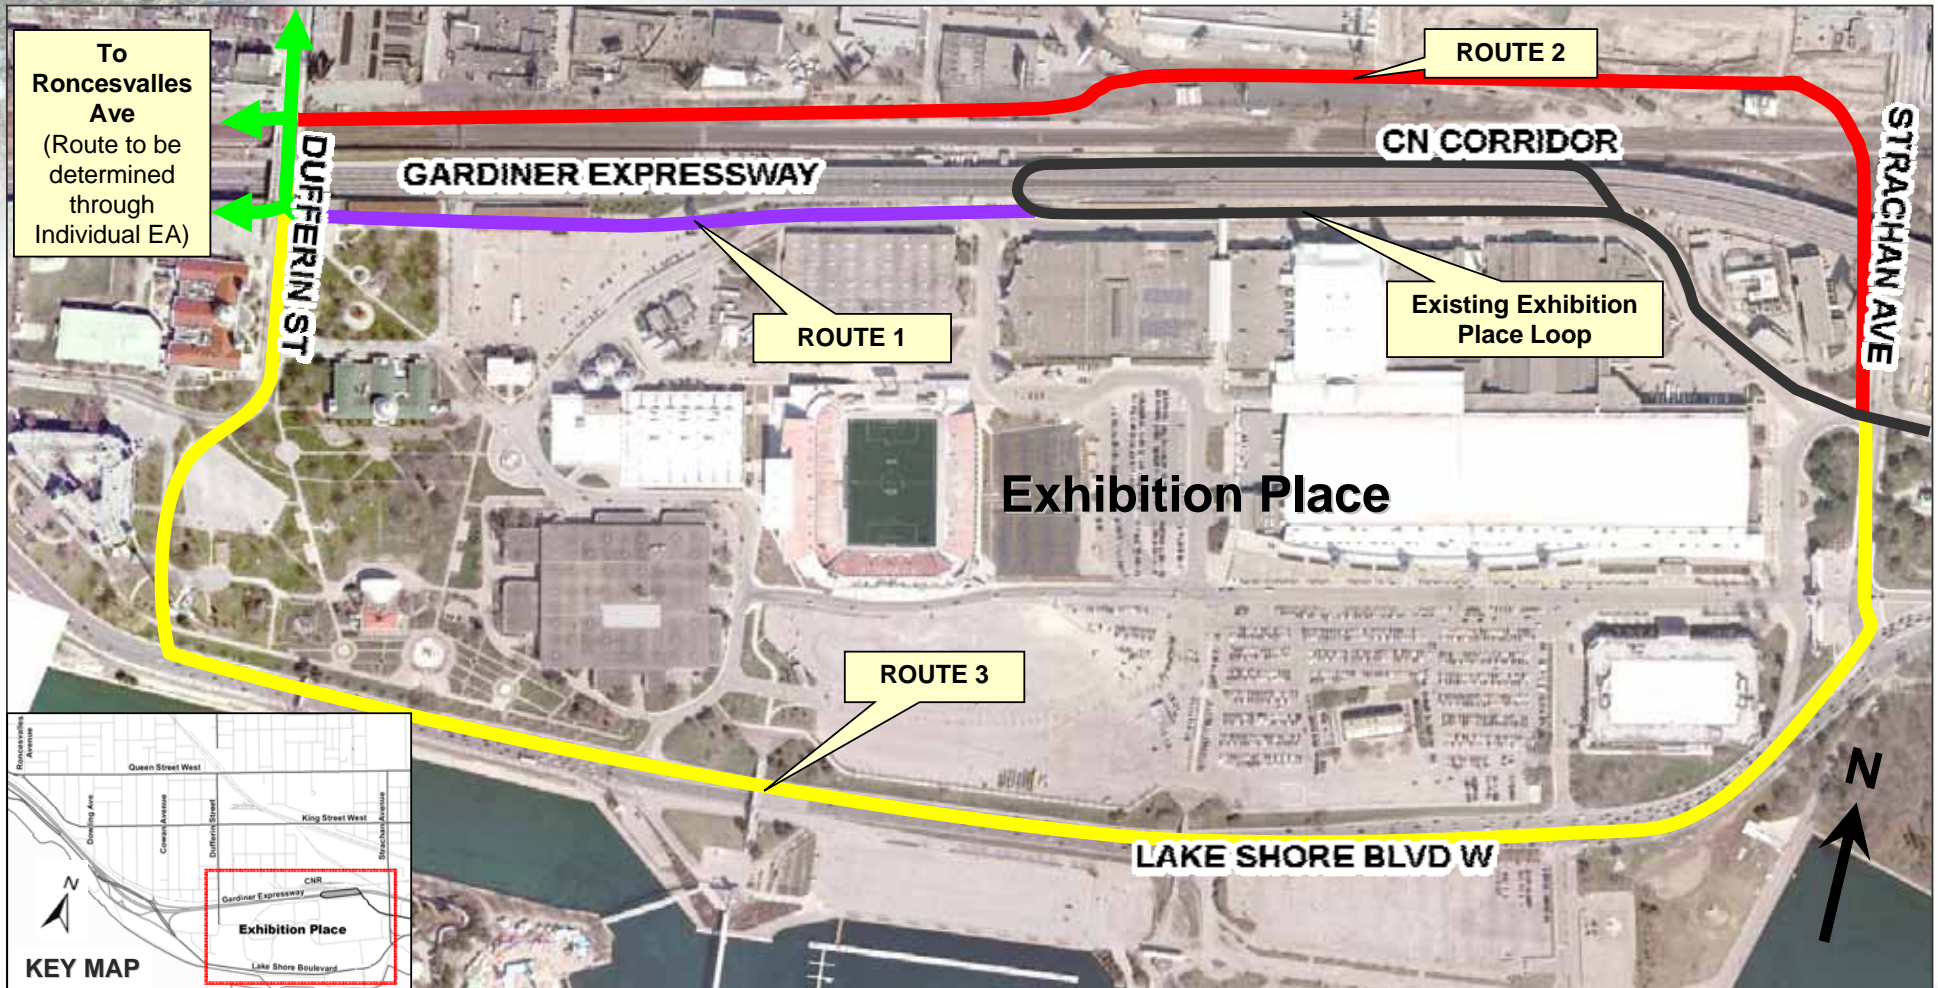 To
Roncesvalles
Ave
(Route to be
determined
through
Individual EA)
ROUTE 2
CN CORRIDOR
STRACHAN AVE
DUFFERIN ST
GARDINER EXPRESSWAY
ROUTE 1
Existing Exhibition
Place Loop
Exhibition Place
ROUTE 3
LAKE SHORE BLVD W
N
Roncesvalles
Avenue
Queen Street West
Dowling Ave
Cowan Avenue
Dufferin Street
King Street West
Strachan Avenue
CNR
Gardiner Expressway
Exhibition Place
Lake Shore Boulevard
N
KEY MAP